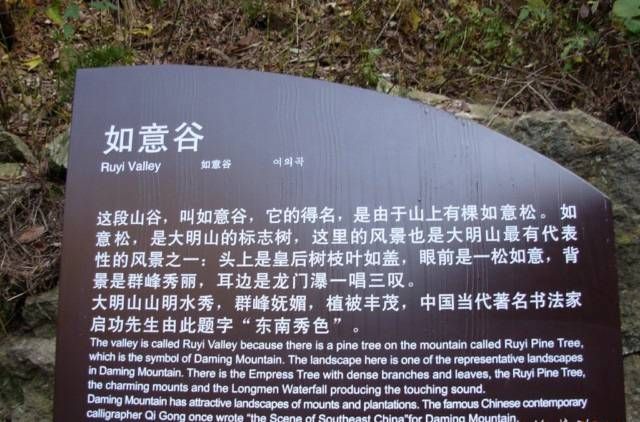 如意谷
Ruyi Valley 如意谷 여의곡
这段山谷，叫如意谷，它的得名，是由于山上有棵如意松。如
意松，是大明山的标志树，这里的风景也是大明山最有代表
性的风景之一：头上是皇后树枝叶如盖，眼前是一松如意，背
景是群峰秀丽，耳边是龙门瀑一唱三叹。
大明山山明水秀，群峰妩媚，植被丰茂，中国当代著名书法家
启功先生由此题字“东南秀色”。
The valley is called Ruyi Valley because there is a pine tree on the mountain called Ruyi Pine Tree,
which is the symbol of Daming Mountain. The landscape here is one of the representative landscapes
in Daming Mountain. There is the Empress Tree with dense branches and leaves, the Ruyi Pine Tree,
the charming mounts and the Longmen Waterfall producing the touching sound.
Daming Mountain has attractive landscapes of mounts and plantations. The famous Chinese contemporary
calligrapher Qi Gong once wrote "the Scene of Southeast China"for Daming Mountain.